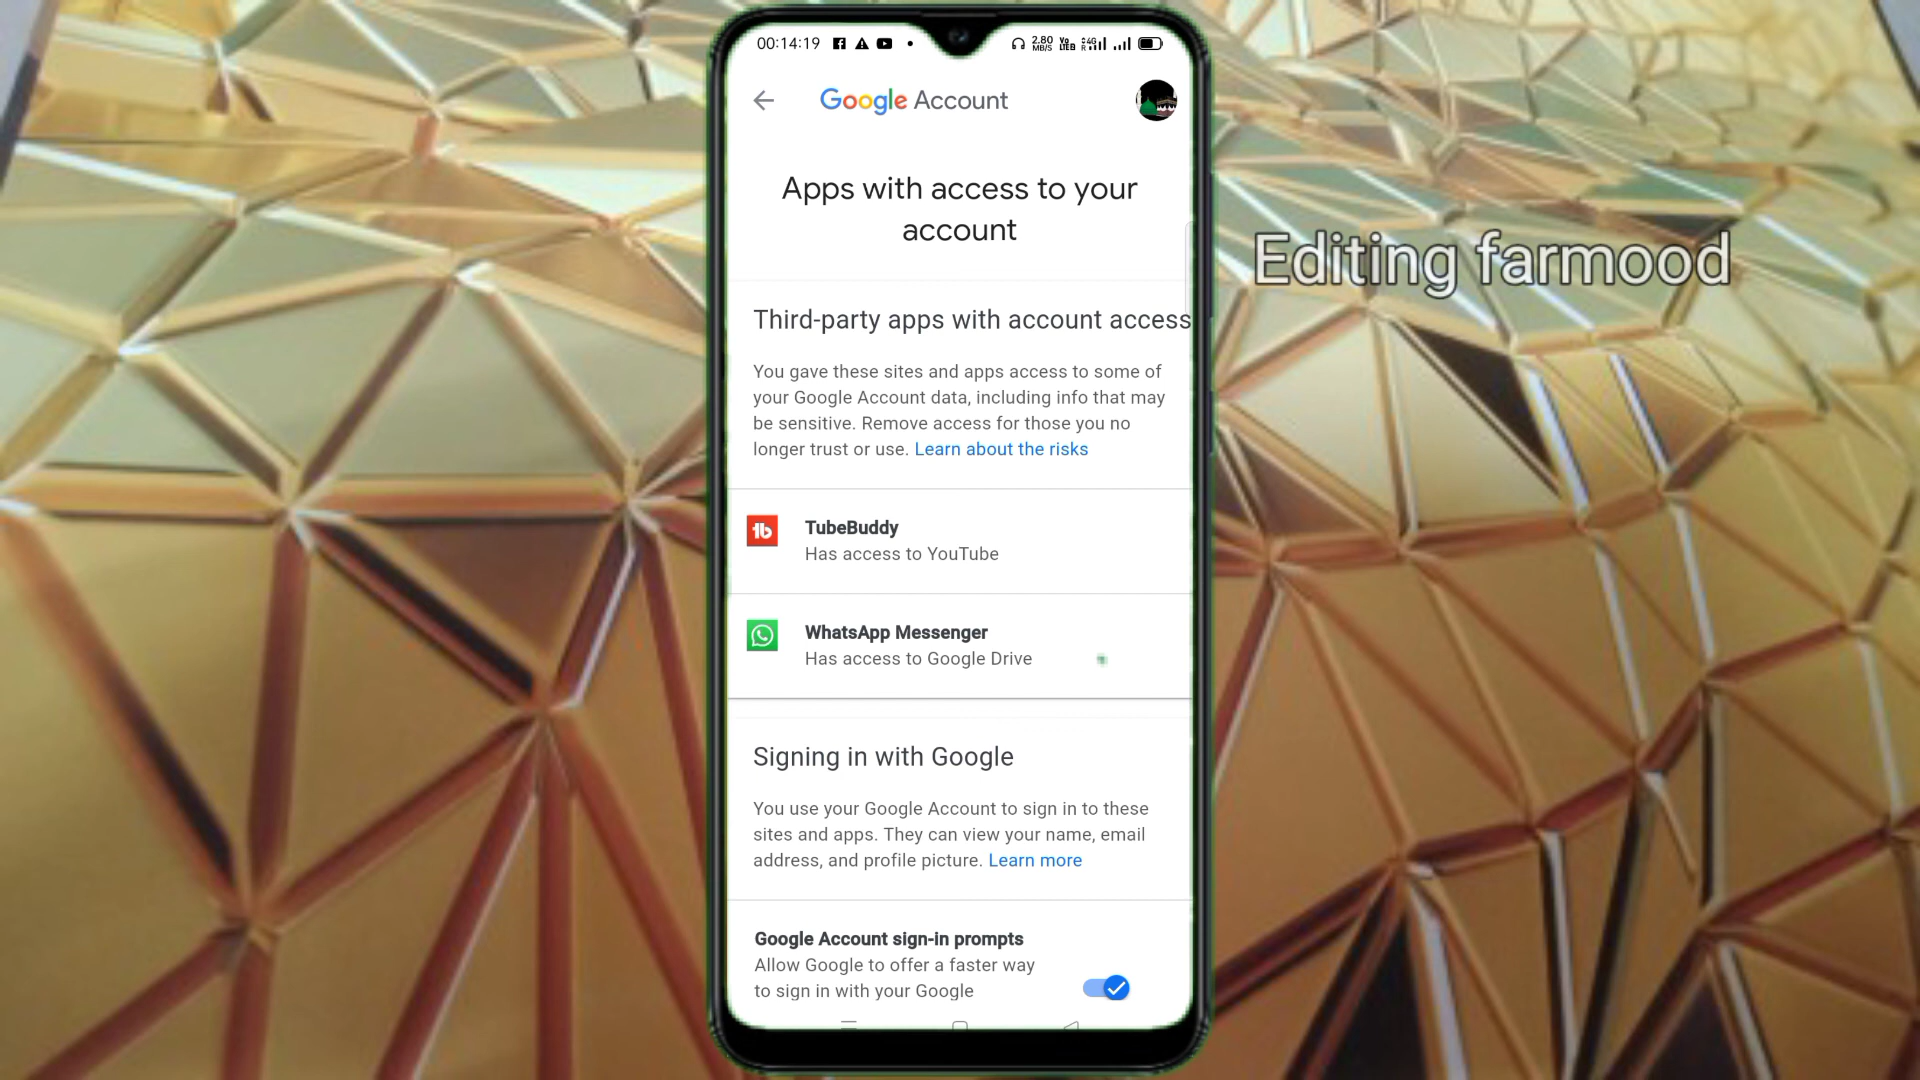 00:14:19
2.80 MB/S
Google Account
Apps with access to your
account
Editing farmood
Third-party apps with account access
You gave these sites and apps access to some of
your Google Account data, including info that may
be sensitive. Remove access for those you no
longer trust or use. Learn about the risks
TubeBuddy
Has access to YouTube
WhatsApp Messenger
Has access to Google Drive
Signing in with Google
You use your Google Account to sign in to these
sites and apps. They can view your name, email
address, and profile picture. Learn more
Google Account sign-in prompts
Allow Google to offer a faster way
to sign in with your Google